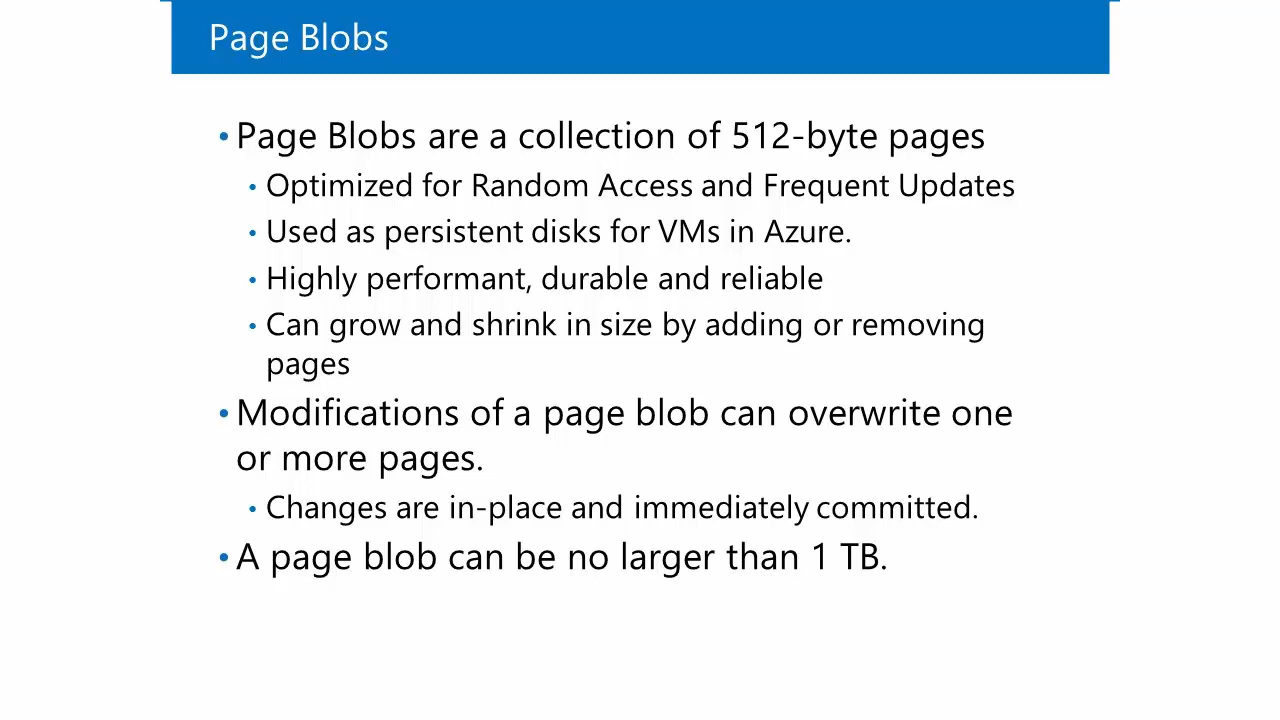 Page Blobs
• Page Blobs are a collection of 512-byte pages
• Optimized for Random Access and Frequent Updates
• Used as persistent disks for VMs in Azure.
• Highly performant, durable and reliable
• Can grow and shrink in size by adding or removing
pages
• Modifications of a page blob can overwrite one
or more pages.
• Changes are in-place and immediately committed.
• A page blob can be no larger than 1 TB.